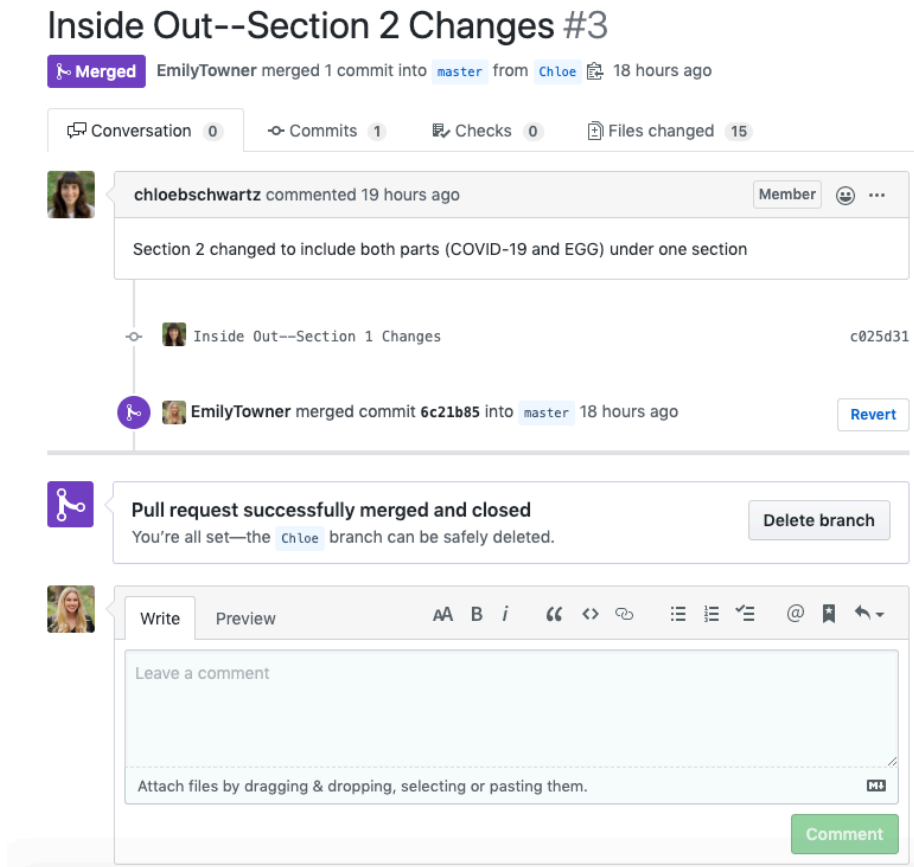 Inside Out--Section 2 Changes #3
Merged EmilyTowner merged 1 commit into master from Chloe 18 hours ago
Conversation 0 Commits 1 Checks 0 Files changed 15
chloebschwartz commented 19 hours ago Member
Section 2 changed to include both parts (COVID-19 and EGG) under one section
Inside Out--Section 1 Changes c025d31
EmilyTowner merged commit 6c21b85 into master 18 hours ago Revert
Pull request successfully merged and closed
You're all set—the Chloe branch can be safely deleted. Delete branch
Write Preview AA B i @
Leave a comment
Attach files by dragging & dropping, selecting or pasting them. M↓
Comment